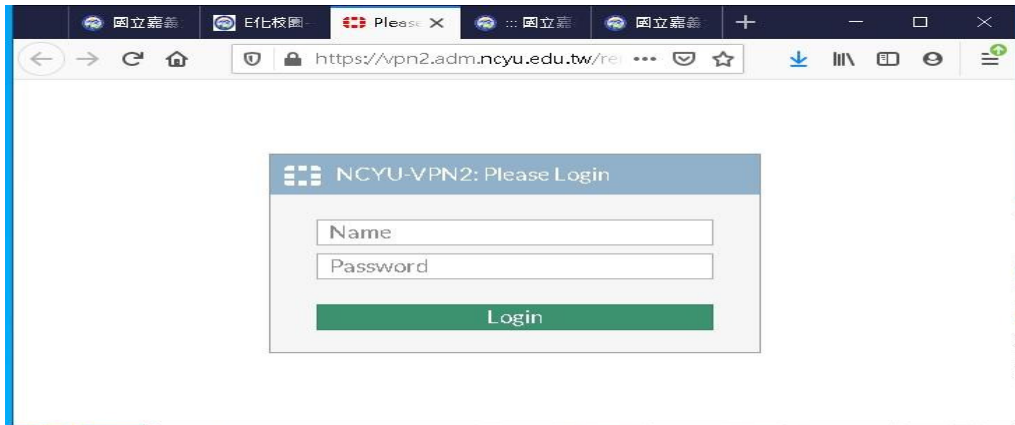 國立嘉義 E化校園- Please ::: 國立嘉 國立嘉義
https://vpn2.adm.ncyu.edu.tw/re
NCYU-VPN2: Please Login
Name
Password
Login